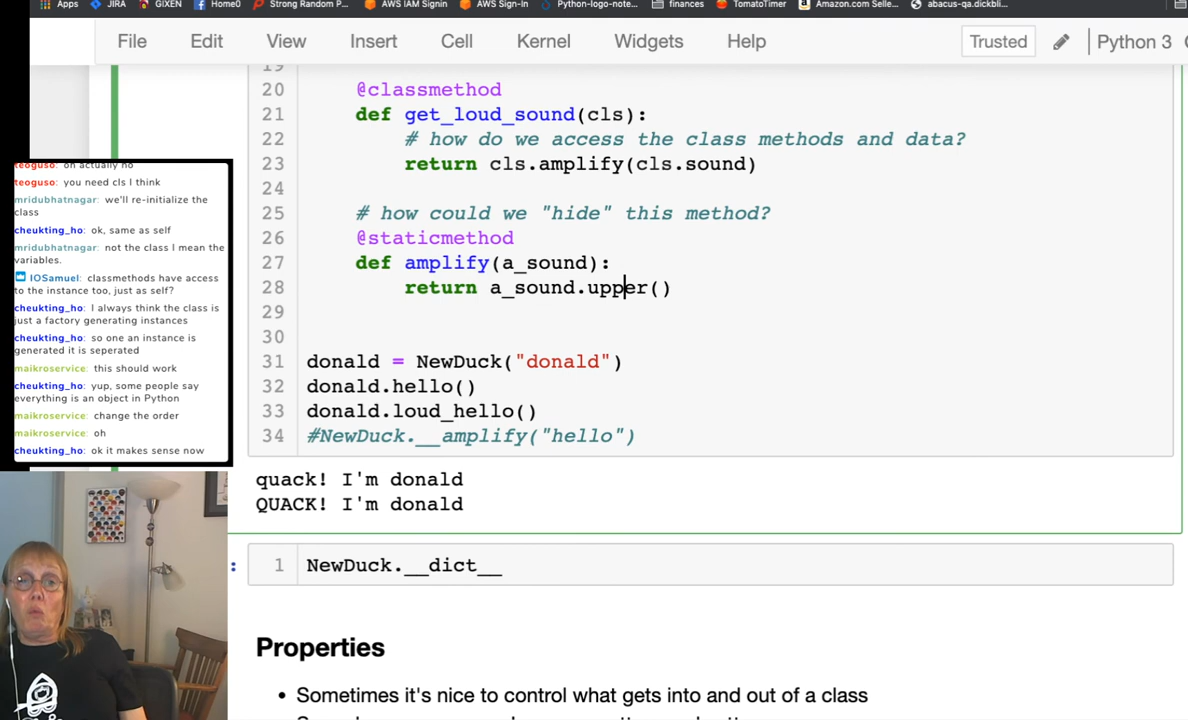 Apps JIRA GIXEN Home0 Strong Random P... AWS IAM Signin AWS Sign-In Python-logo-note... finances TomatoTimer Amazon.com Selle... abacus-qa.dickbli...
File Edit View Insert Cell Kernel Widgets Help Trusted Python 3
19
20 @classmethod
21 def get_loud_sound(cls):
22 # how do we access the class methods and data?
23 return cls.amplify(cls.sound)
24
25 # how could we "hide" this method?
26 @staticmethod
27 def amplify(a_sound):
28 return a_sound.upper()
29
30
31 donald = NewDuck("donald")
32 donald.hello()
33 donald.loud_hello()
34 #NewDuck.__amplify("hello")
quack! I'm donald
QUACK! I'm donald
: 1 NewDuck.__dict__
Properties
• Sometimes it's nice to control what gets into and out of a class
teoguso: oh actually no
teoguso: you need cls I think
mridubhatnagar: we'll re-initialize the
class
cheukting_ho: ok, same as self
mridubhatnagar: not the class I mean the
variables.
IOSamuel: classmethods have access
to the instance too, just as self?
cheukting_ho: I always think the class is
just a factory generating instances
cheukting_ho: so one an instance is
generated it is seperated
maikroservice: this should work
cheukting_ho: yup, some people say
everything is an object in Python
maikroservice: change the order
maikroservice: oh
cheukting_ho: ok it makes sense now